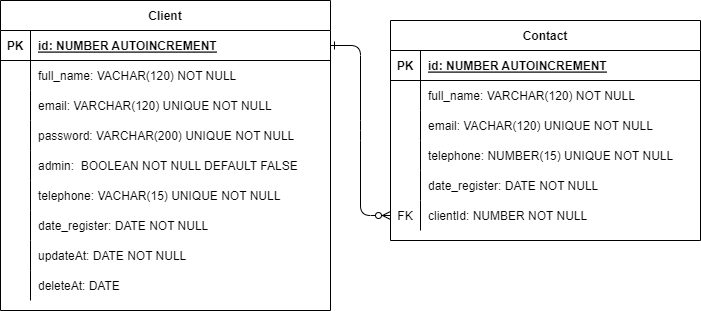 Client
PK id: NUMBER AUTOINCREMENT
full_name: VACHAR(120) NOT NULL
email: VARCHAR(120) UNIQUE NOT NULL
password: VARCHAR(200) UNIQUE NOT NULL
admin:  BOOLEAN NOT NULL DEFAULT FALSE
telephone: VACHAR(15) UNIQUE NOT NULL
date_register: DATE NOT NULL
updateAt: DATE NOT NULL
deleteAt: DATE
Contact
PK id: NUMBER AUTOINCREMENT
full_name: VARCHAR(120) NOT NULL
email: VACHAR(120) UNIQUE NOT NULL
telephone: NUMBER(15) UNIQUE NOT NULL
date_register: DATE NOT NULL
FK clientId: NUMBER NOT NULL